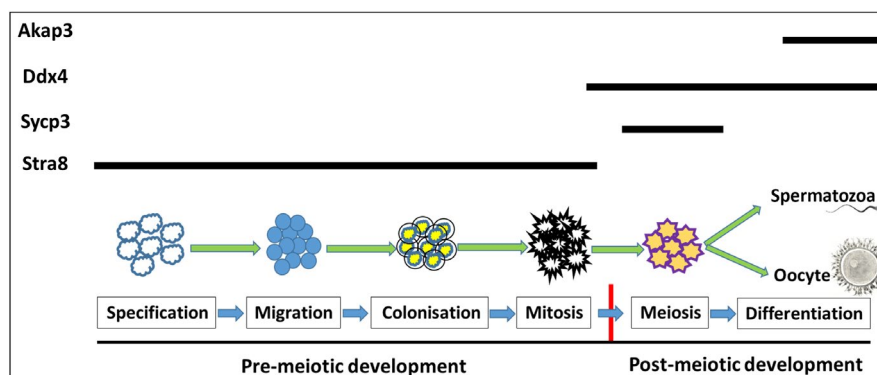 Akap3
Ddx4
Sycp3
Stra8
Spermatozoa
Oocyte
Specification Migration Colonisation Mitosis Meiosis Differentiation
Pre-meiotic development Post-meiotic development